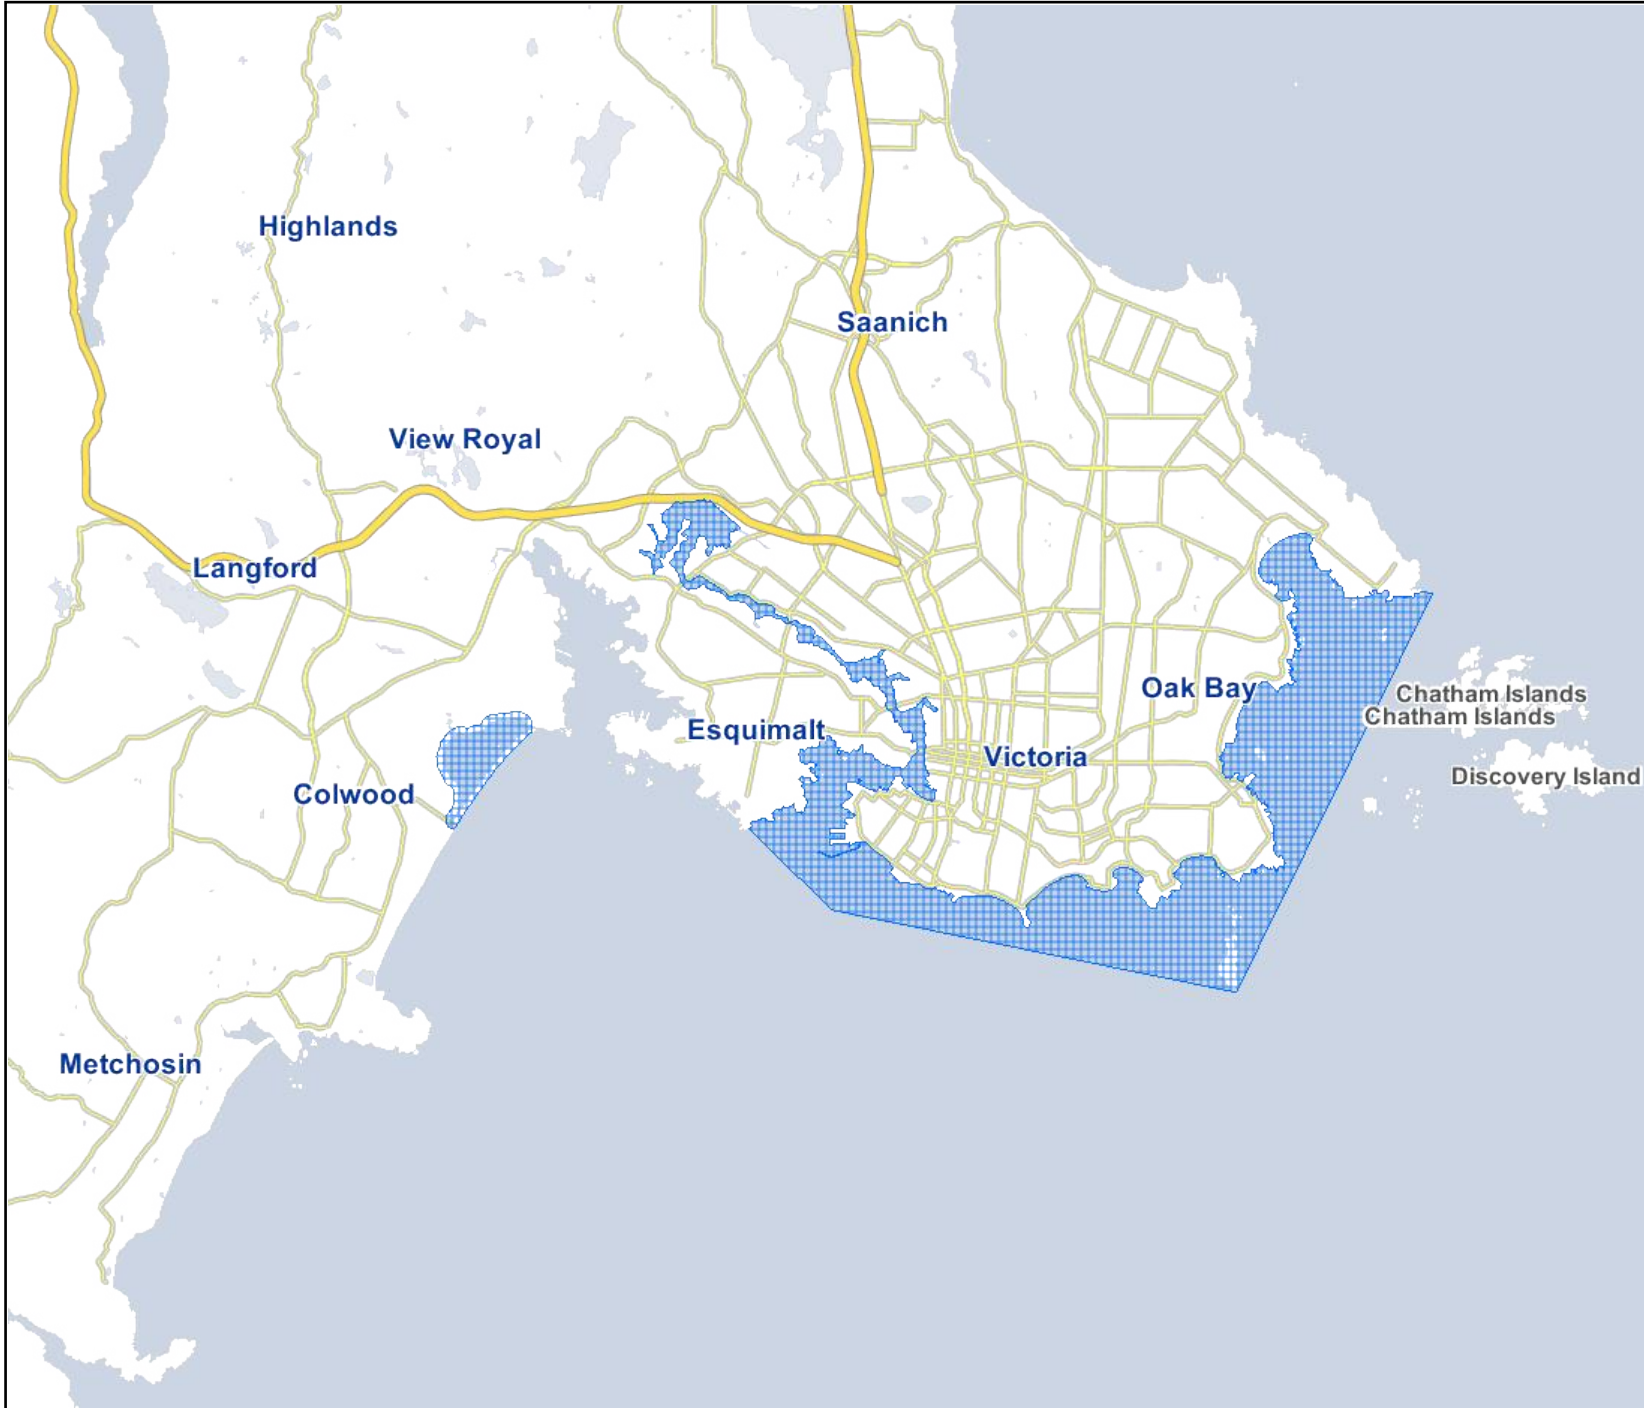 Highlands
Saanich
View Royal
Langford
Oak Bay
Chatham Islands
Chatham Islands
Esquimalt
Victoria
Discovery Island
Colwood
Metchosin